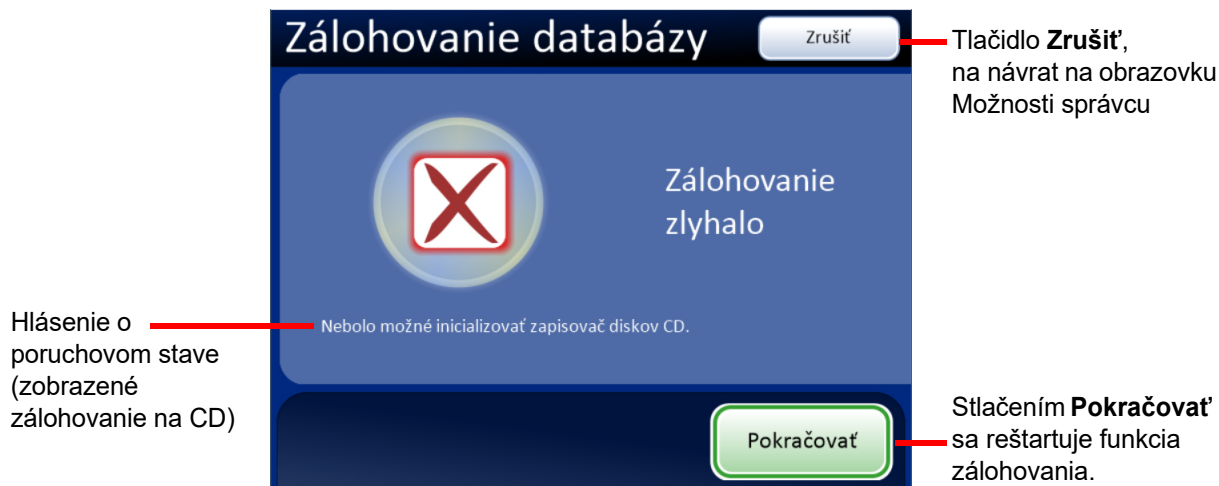 Zálohovanie databázy
Zrušiť
Tlačidlo Zrušiť,
na návrat na obrazovku
Možnosti správcu
Zálohovanie
zlyhalo
Hlásenie o
poruchovom stave
(zobrazené
zálohovanie na CD)
Nebolo možné inicializovať zapisovač diskov CD.
Pokračovať
Stlačením Pokračovať
sa reštartuje funkcia
zálohovania.